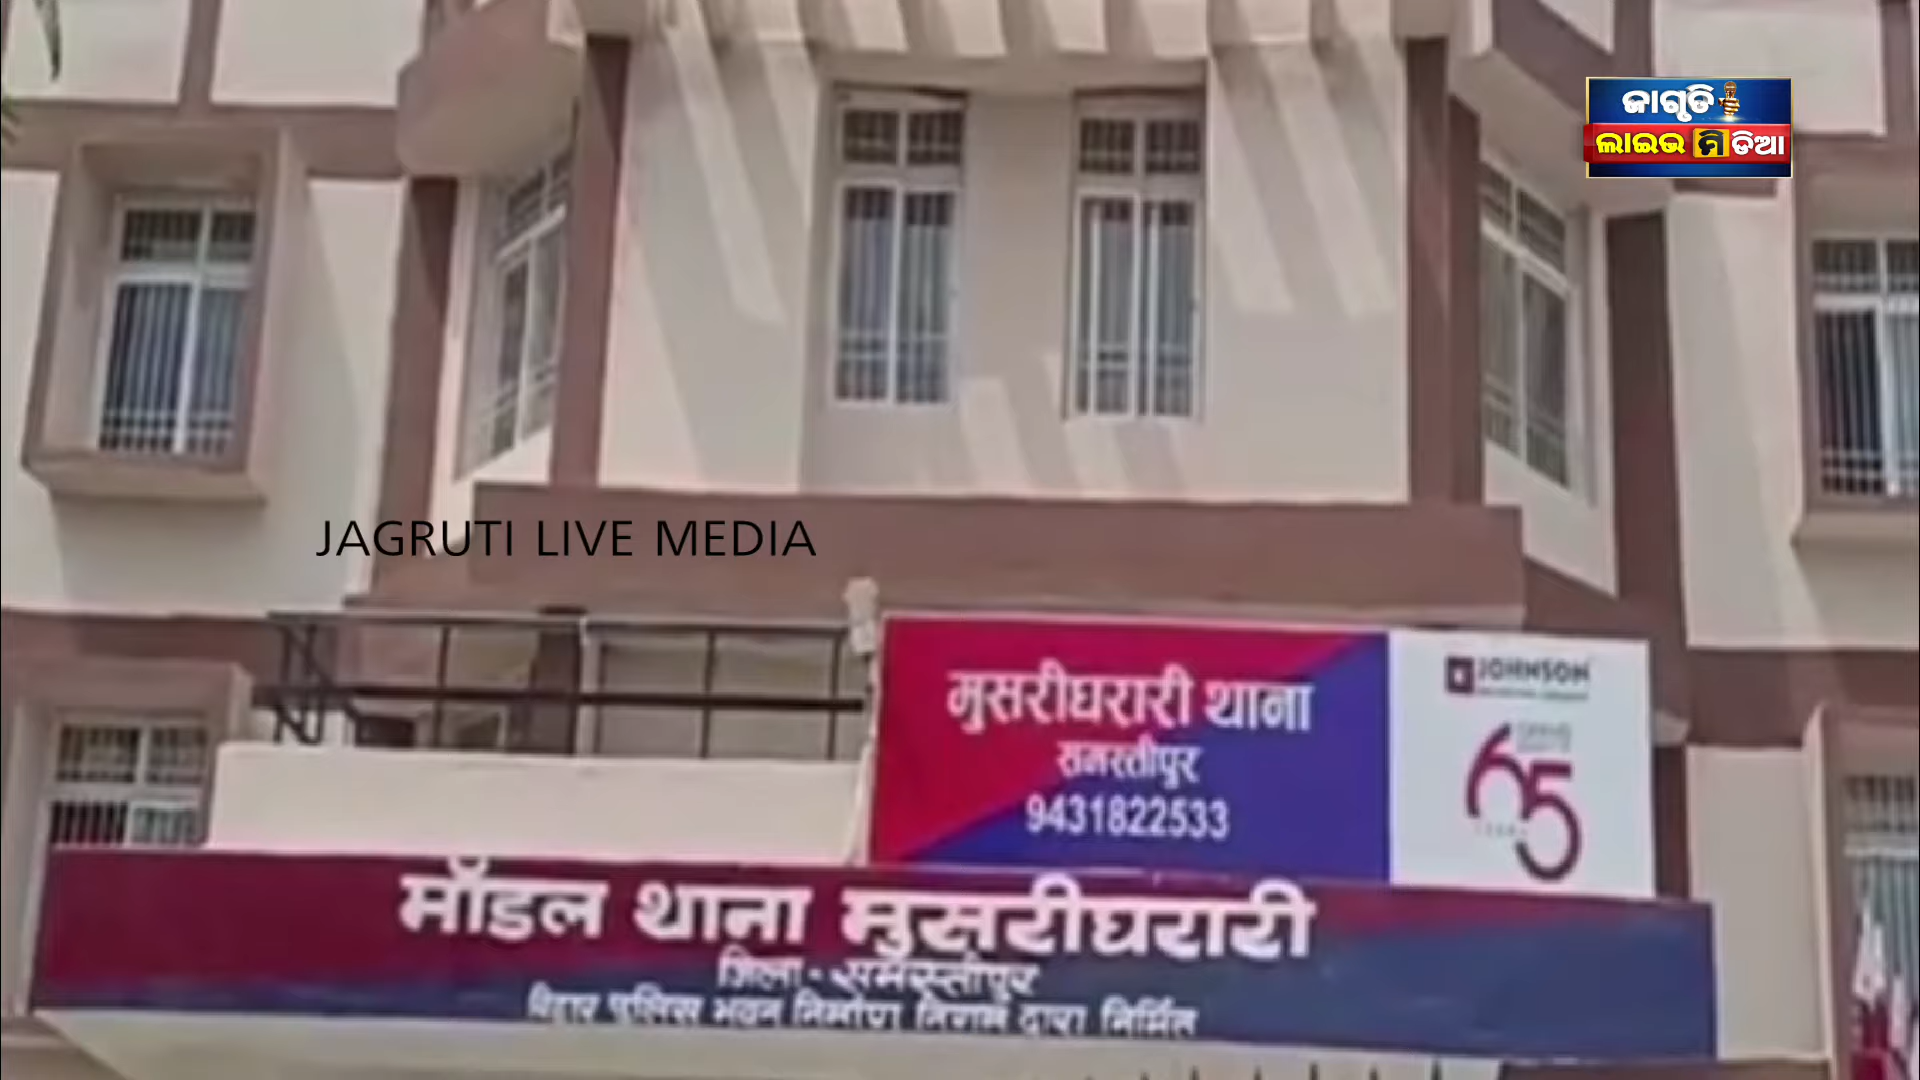 ଜାଗୃତି
ଲାଇଭ ମିଡିଆ
JAGRUTI LIVE MEDIA
मुसरीघरारी थाना
समस्तीपुर
9431822533
JOHNSON
65
मॉडल थाना मुसरीघरारी
जिला - समस्तीपुर
बिहार पुलिस भवन निर्माण निगम द्वारा निर्मित